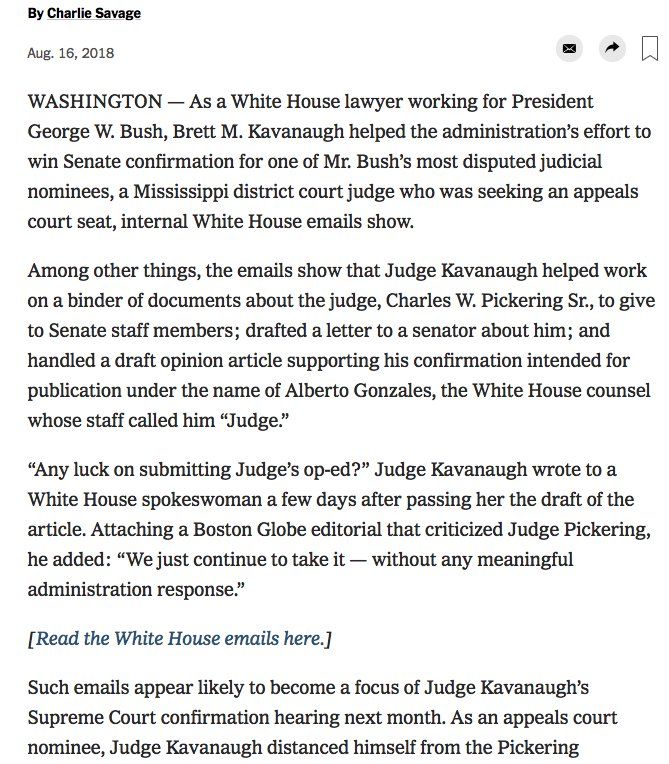 By Charlie Savage
Aug. 16, 2018
WASHINGTON — As a White House lawyer working for President
George W. Bush, Brett M. Kavanaugh helped the administration’s effort to
win Senate confirmation for one of Mr. Bush’s most disputed judicial
nominees, a Mississippi district court judge who was seeking an appeals
court seat, internal White House emails show.
Among other things, the emails show that Judge Kavanaugh helped work
on a binder of documents about the judge, Charles W. Pickering Sr., to give
to Senate staff members; drafted a letter to a senator about him; and
handled a draft opinion article supporting his confirmation intended for
publication under the name of Alberto Gonzales, the White House counsel
whose staff called him “Judge.”
“Any luck on submitting Judge’s op-ed?” Judge Kavanaugh wrote to a
White House spokeswoman a few days after passing her the draft of the
article. Attaching a Boston Globe editorial that criticized Judge Pickering,
he added: “We just continue to take it — without any meaningful
administration response.”
[Read the White House emails here.]
Such emails appear likely to become a focus of Judge Kavanaugh’s
Supreme Court confirmation hearing next month. As an appeals court
nominee, Judge Kavanaugh distanced himself from the Pickering